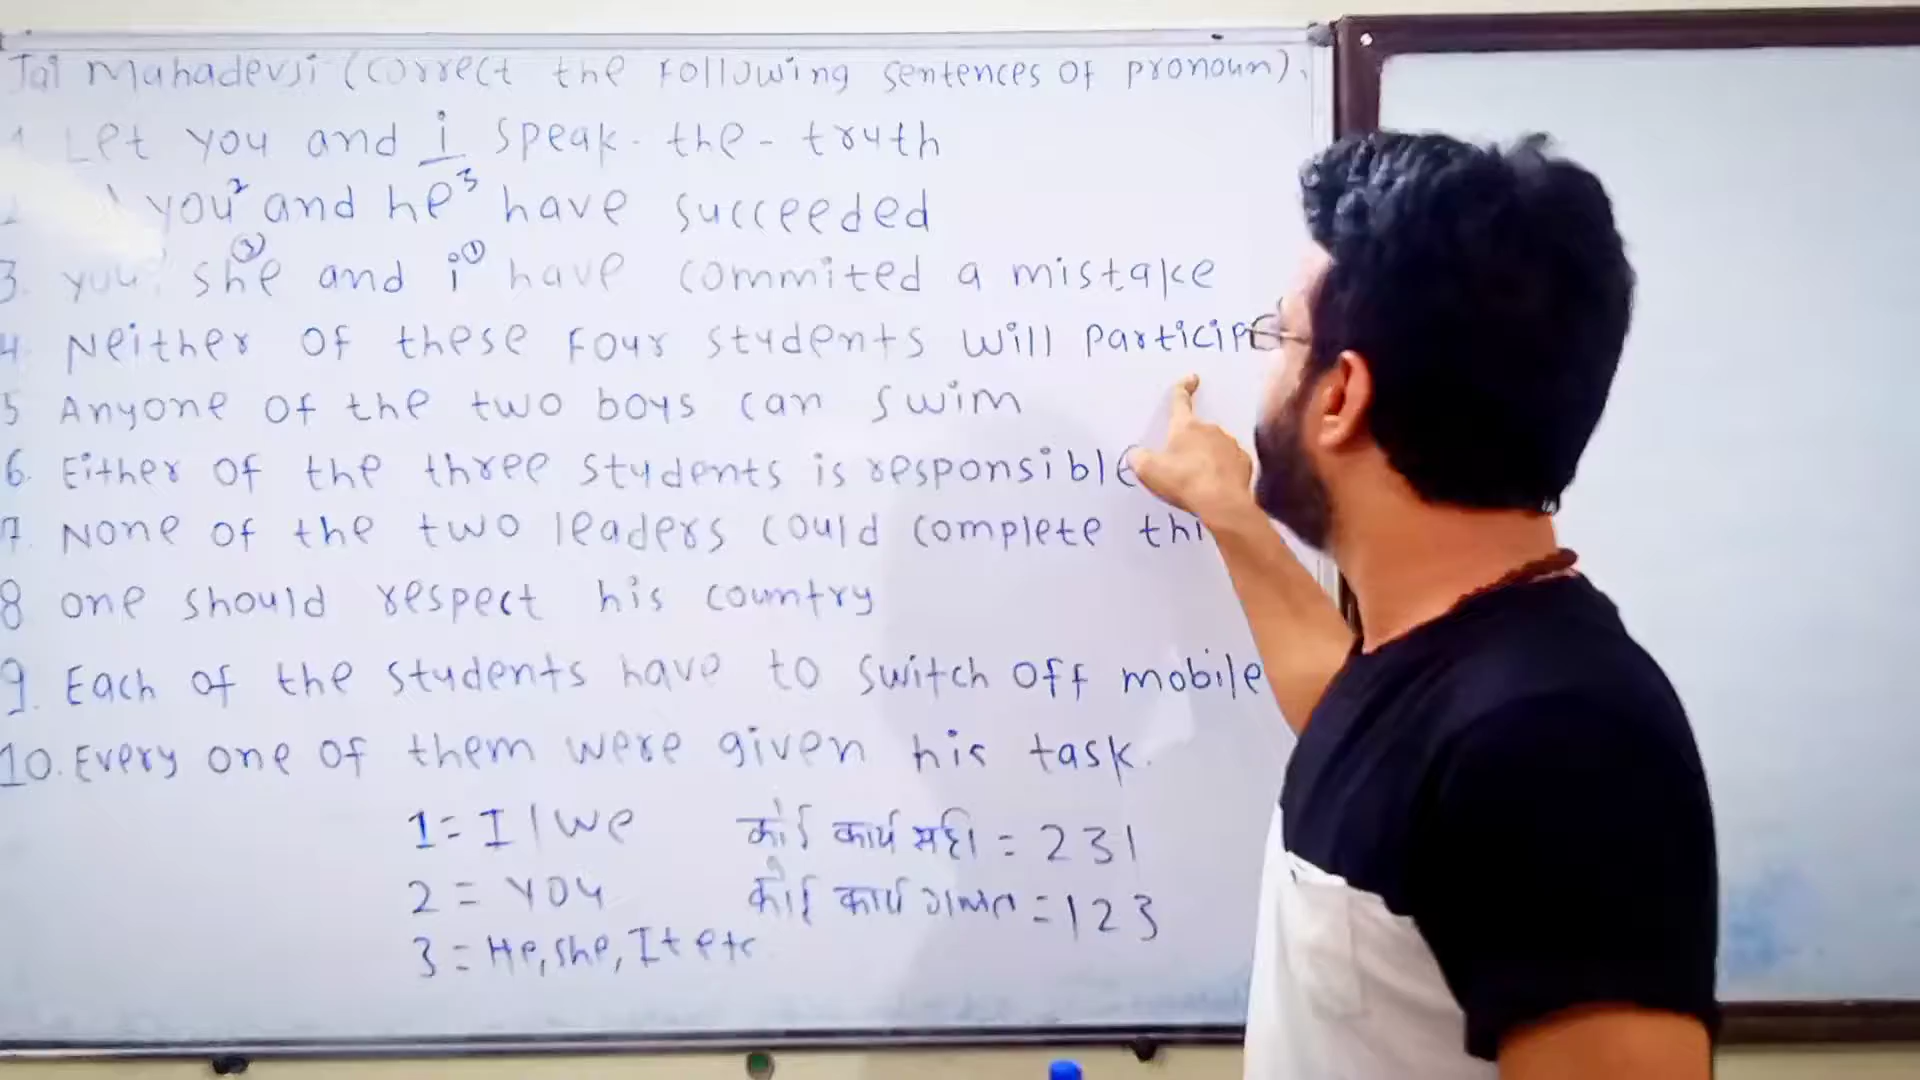 Jai Mahadevji (correct the following sentences of pronoun).
Let you and i speak the truth
you 2 and he 3 have succeeded
3. you, she 3 and i 1 have commited a mistake
4 Neither of these four students will particip
5 Anyone of the two boys can swim
6. Either of the three students is responsible
7. None of the two leaders could complete thi
8 one should respect his country
9. Each of the students have to switch off mobile
10. Every one of them were given his task.
1 = I / we कोई कार्य सही = 231
2 = you कोई कार्य गलत = 123
3 = He, she, It etc